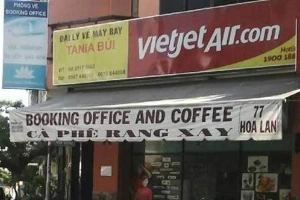 PHÒNG VÉ
BOOKING OFFICE
ĐẠI LÝ VÉ MÁY BAY
TANIA BÙI
vietjetAir.com
1900 188
BOOKING OFFICE AND COFFEE
CÀ PHÊ RANG XAY
77
HOA LAN